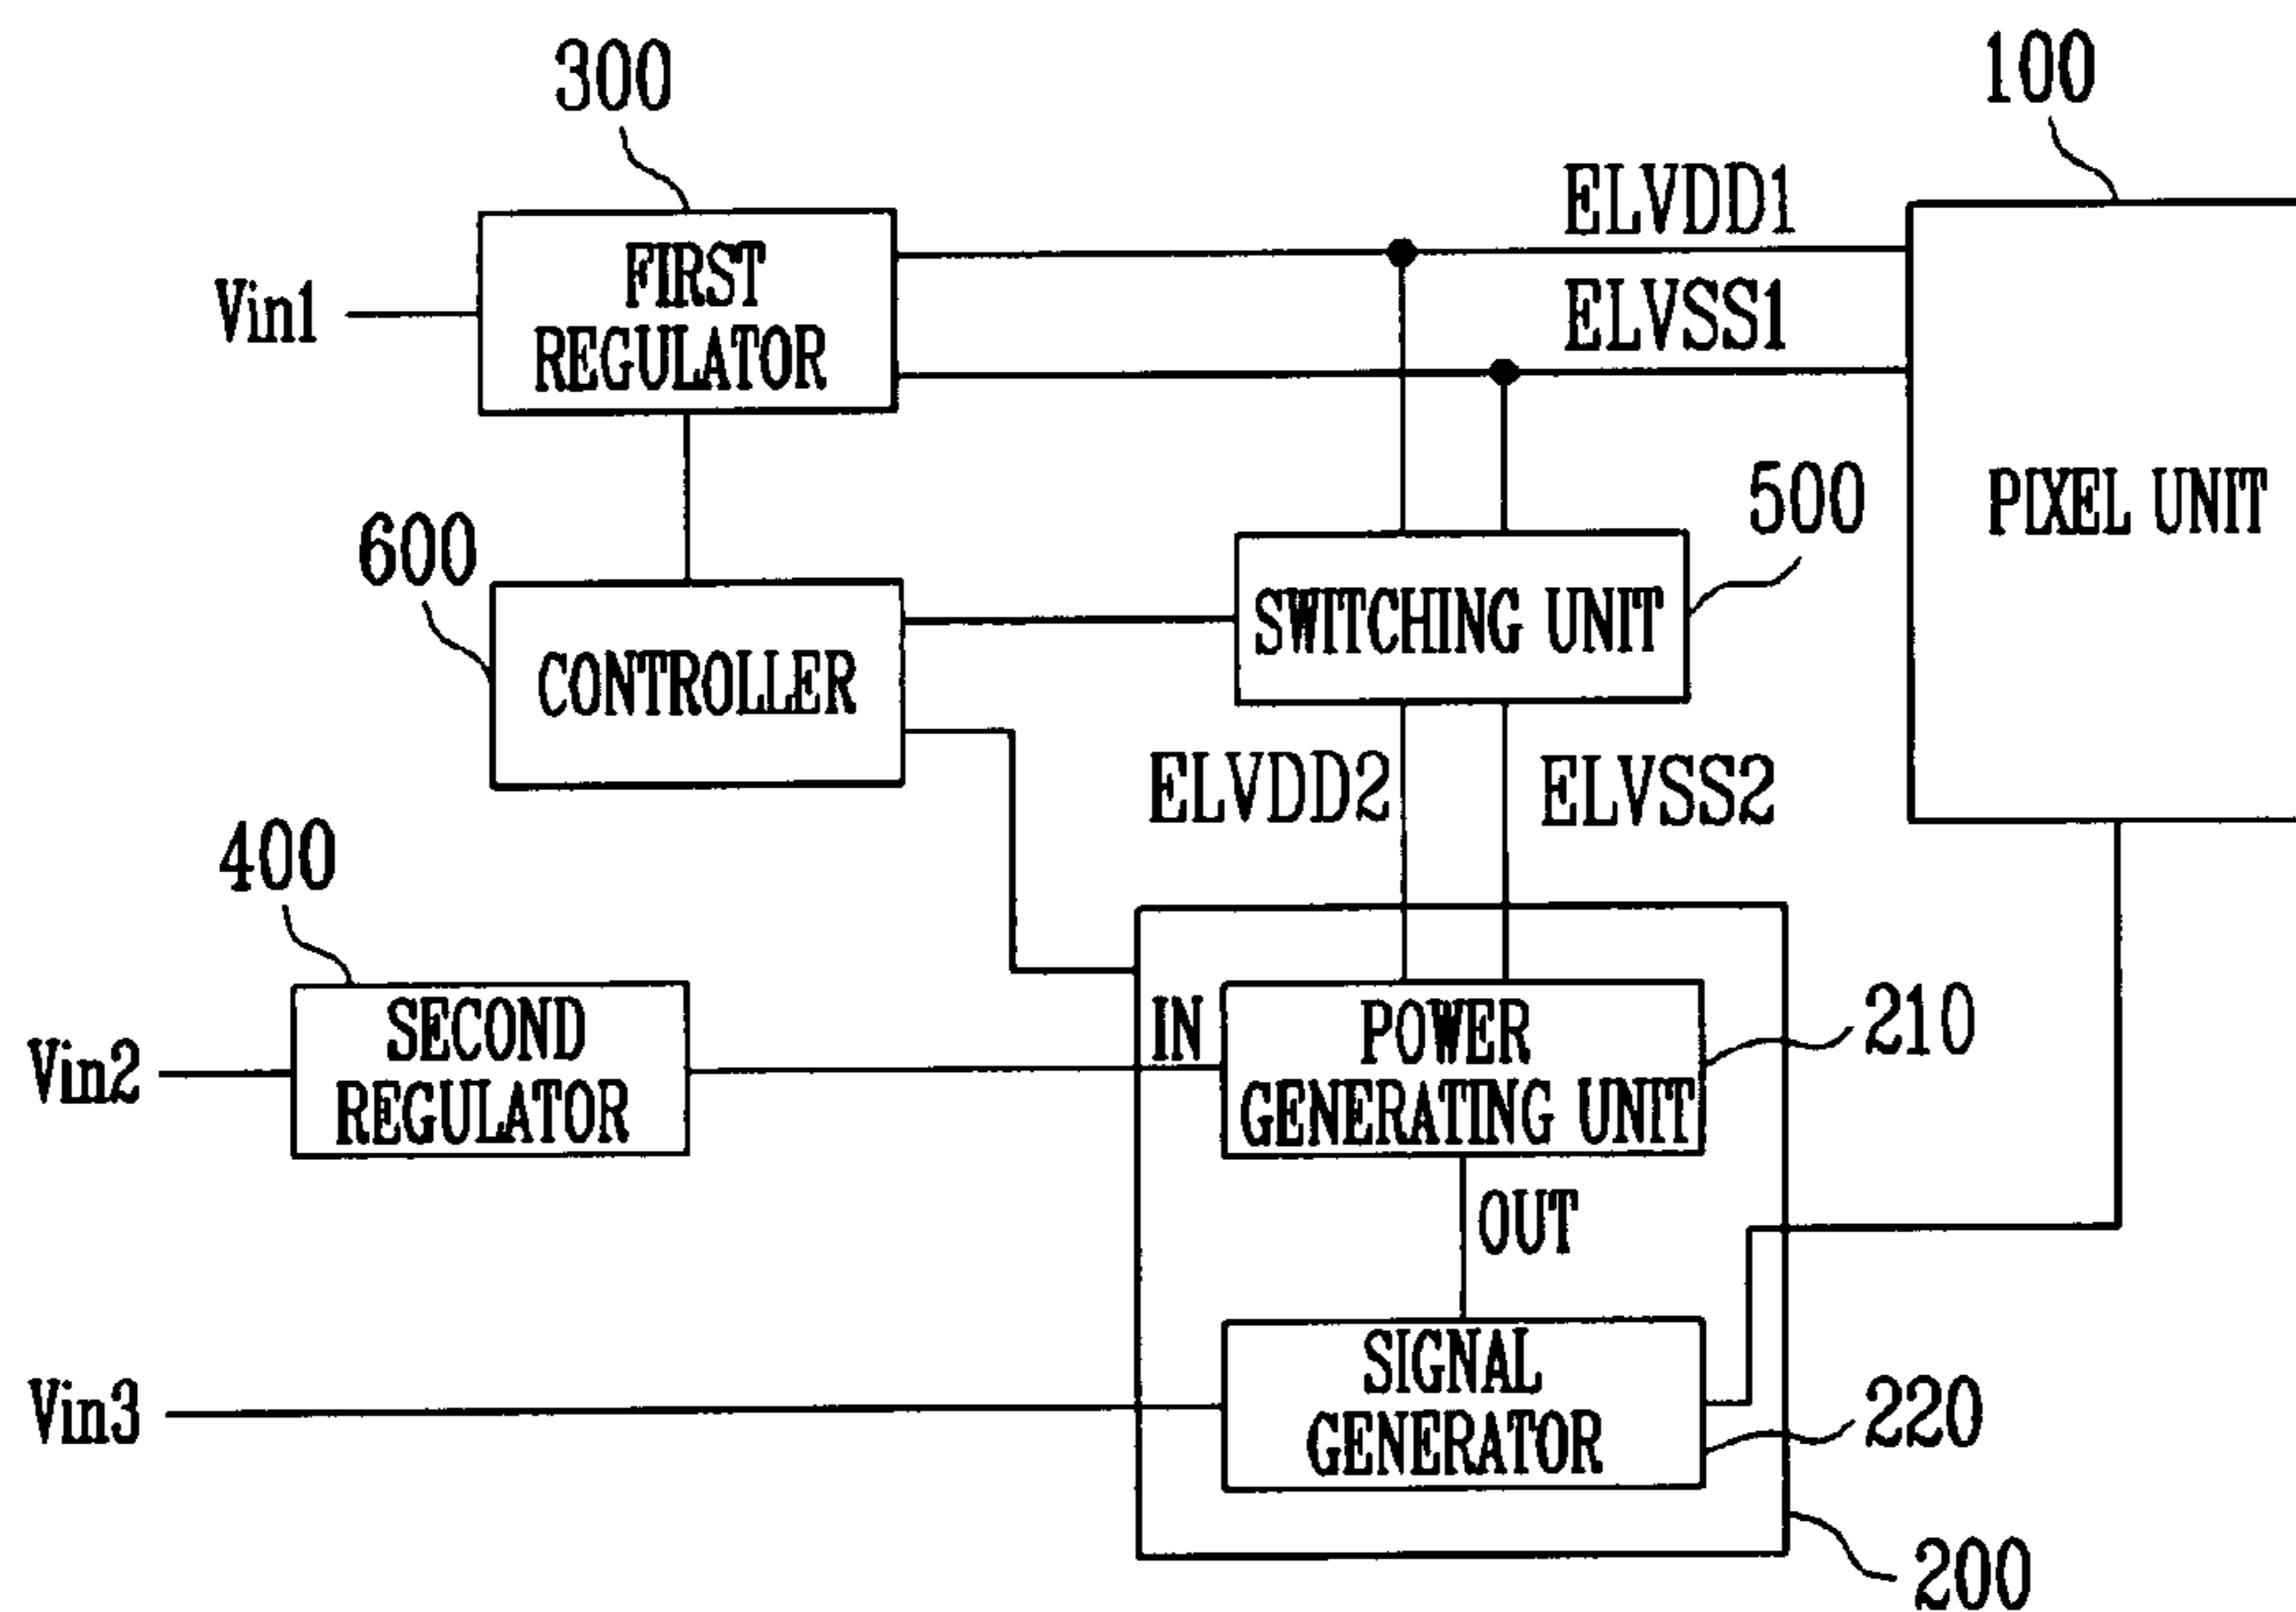 300
100
ELVDD1
FIRST
REGULATOR
Vin1
ELVSS1
500
PIXEL UNIT
600
SWITCHING UNIT
CONTROLLER
ELVDD2
ELVSS2
400
SECOND
REGULATOR
Vin2
IN
POWER
GENERATING UNIT
210
OUT
SIGNAL
GENERATOR
Vin3
220
200